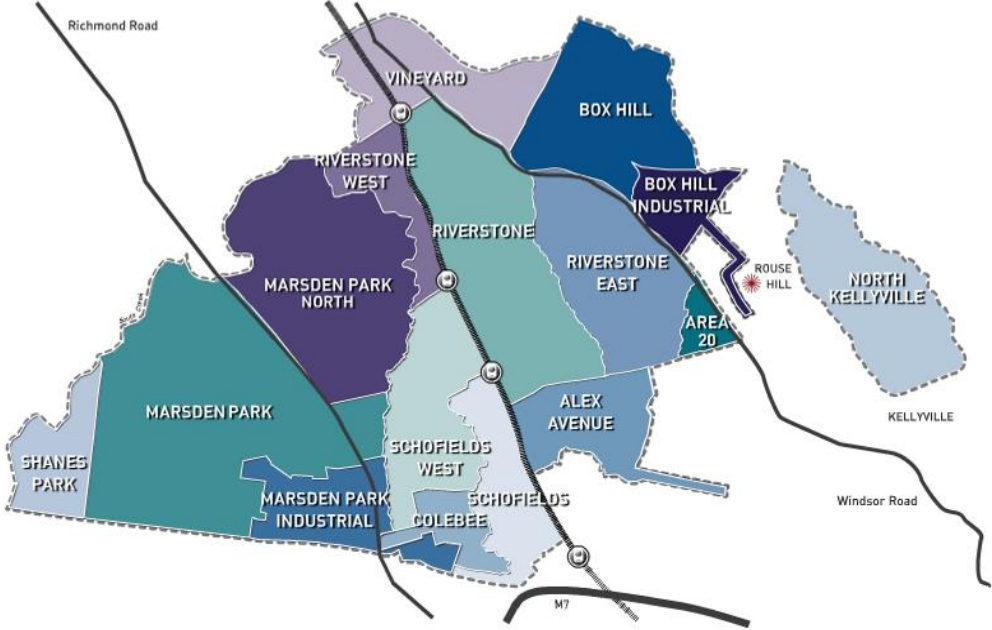 Richmond Road
VINEYARD
BOX HILL
RIVERSTONE
WEST
BOX HILL
INDUSTRIAL
RIVERSTONE
RIVERSTONE
EAST
ROUSE
HILL
NORTH
KELLYVILLE
MARSDEN PARK
NORTH
AREA
20
MARSDEN PARK
ALEX
AVENUE
KELLYVILLE
SHANES
PARK
SCHOFIELDS
WEST
MARSDEN PARK
INDUSTRIAL
SCHOFIELDS
COLEBEE
Windsor Road
M7